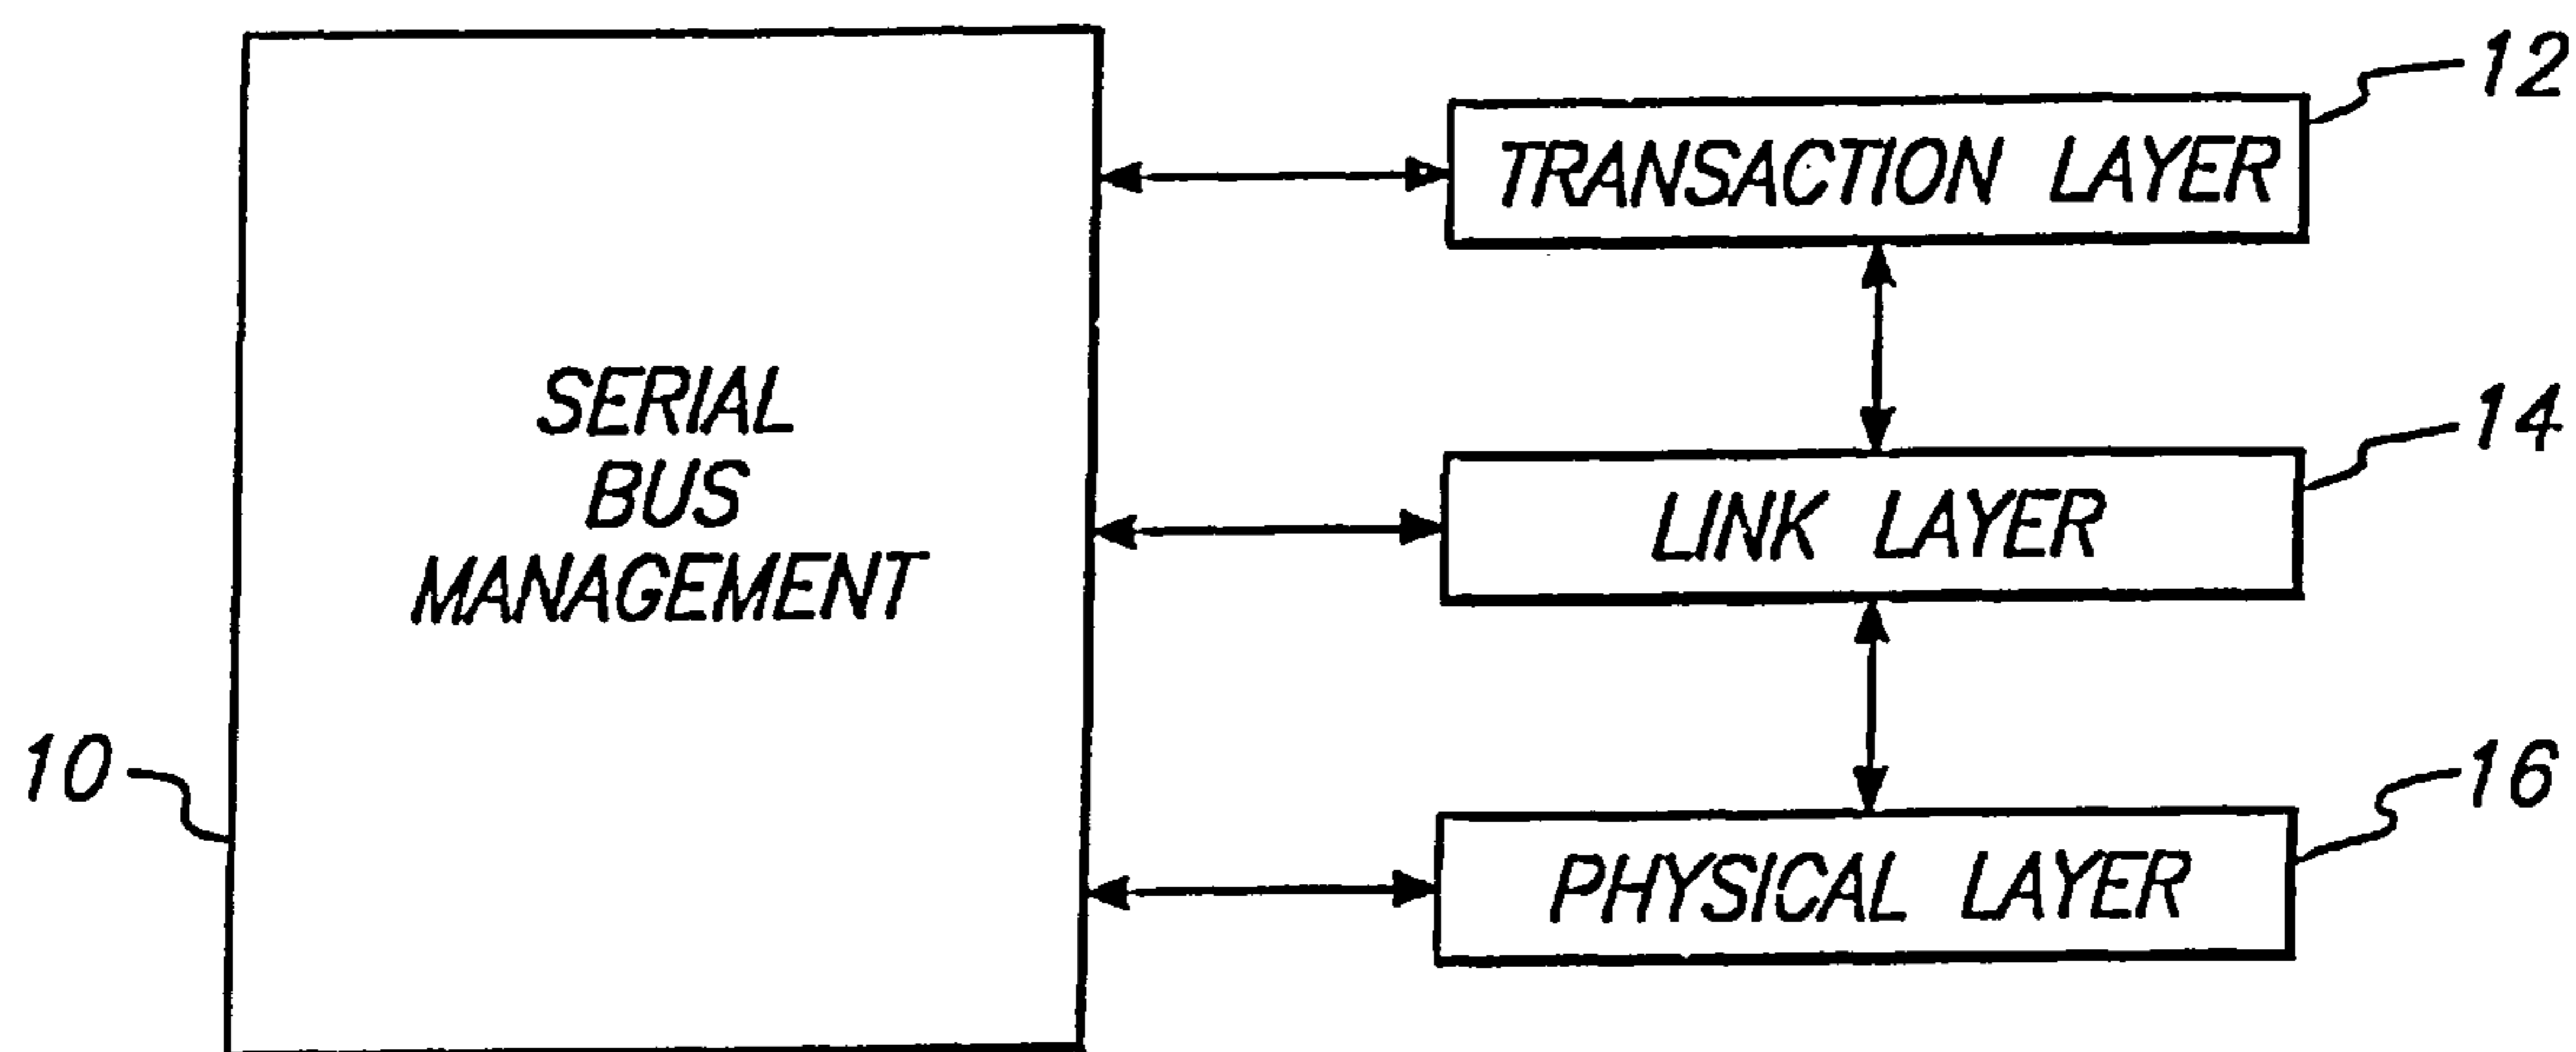 12
TRANSACTION LAYER
SERIAL
BUS
MANAGEMENT
14
LINK LAYER
10
16
PHYSICAL LAYER